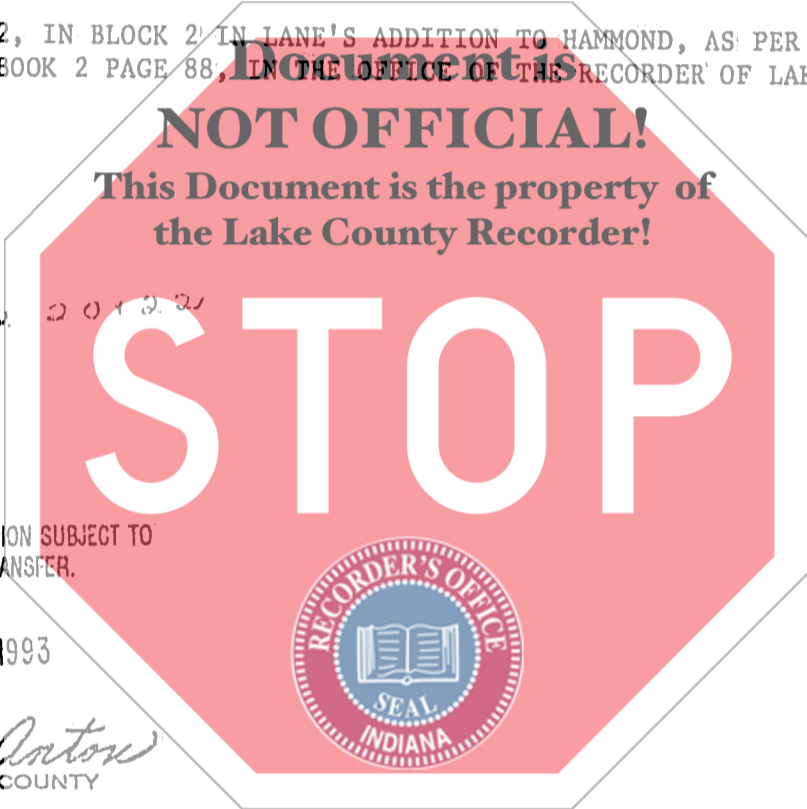 2, IN BLOCK 2 IN LANE'S ADDITION TO HAMMOND, AS PER
BOOK 2 PAGE 88, IN THE OFFICE OF THE RECORDER OF LAK
Document is
NOT OFFICIAL!
This Document is the property of
the Lake County Recorder!
STOP
ION SUBJECT TO
ANSFER.
1993
RECORDER'S OFFICE
SEAL
INDIANA
Anton
COUNTY